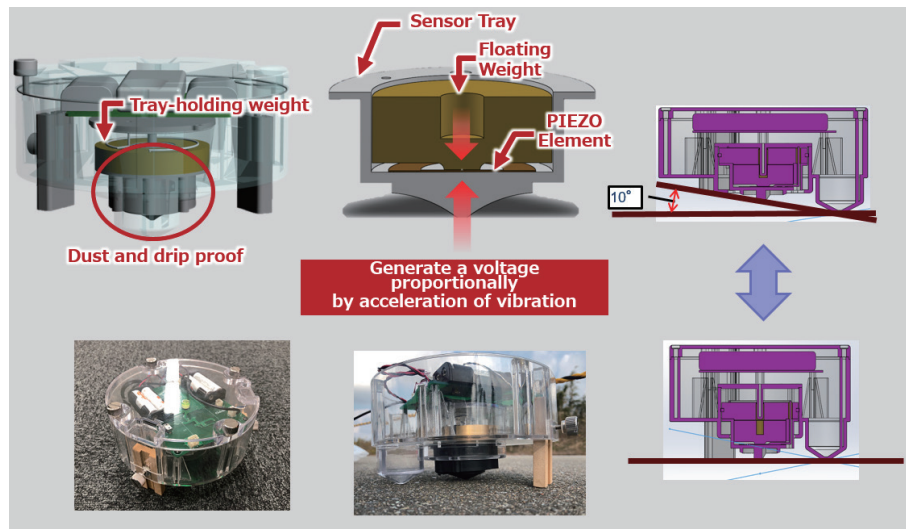 Sensor Tray
Floating
Weight
Tray-holding weight
PIEZO
Element
10°
Dust and drip proof
Generate a voltage
proportionally
by acceleration of vibration